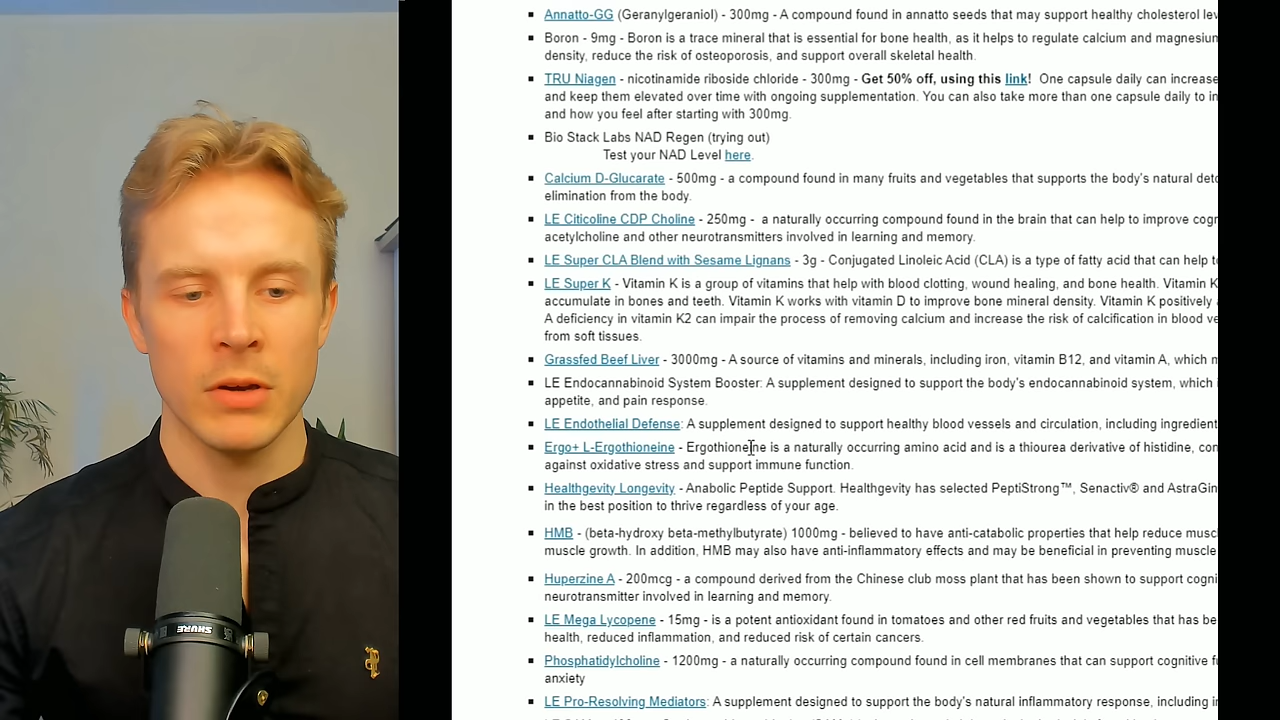 Annatto-GG (Geranylgeraniol) - 300mg - A compound found in annatto seeds that may support healthy cholesterol
Boron - 9mg - Boron is a trace mineral that is essential for bone health, as it helps to regulate calcium and magnesium
density, reduce the risk of osteoporosis, and support overall skeletal health.
TRU Niagen - nicotinamide riboside chloride - 300mg - Get 50% off, using this link! One capsule daily can increase
and keep them elevated over time with ongoing supplementation. You can also take more than one capsule daily to
and how you feel after starting with 300mg.
Bio Stack Labs NAD Regen (trying out)
Test your NAD Level here.
Calcium D-Glucarate - 500mg - a compound found in many fruits and vegetables that supports the body's natural
elimination from the body.
LE Citicoline CDP Choline - 250mg - a naturally occurring compound found in the brain that can help to improve
acetylcholine and other neurotransmitters involved in learning and memory.
LE Super CLA Blend with Sesame Lignans - 3g - Conjugated Linoleic Acid (CLA) is a type of fatty acid that can help
LE Super K - Vitamin K is a group of vitamins that help with blood clotting, wound healing, and bone health. Vitamin K
accumulate in bones and teeth. Vitamin K works with vitamin D to improve bone mineral density. Vitamin K positively
A deficiency in vitamin K2 can impair the process of removing calcium and increase the risk of calcification in blood
from soft tissues.
Grassfed Beef Liver - 3000mg - A source of vitamins and minerals, including iron, vitamin B12, and vitamin A, which
LE Endocannabinoid System Booster: A supplement designed to support the body's endocannabinoid system, which
appetite, and pain response.
LE Endothelial Defense: A supplement designed to support healthy blood vessels and circulation, including
Ergo+ L-Ergothioneine - Ergothioneine is a naturally occurring amino acid and is a thiourea derivative of histidine,
against oxidative stress and support immune function.
Healthgevity Longevity - Anabolic Peptide Support. Healthgevity has selected PeptiStrong™, Senactiv® and
in the best position to thrive regardless of your age.
HMB - (beta-hydroxy beta-methylbutyrate) 1000mg - believed to have anti-catabolic properties that help reduce
muscle growth. In addition, HMB may also have anti-inflammatory effects and may be beneficial in preventing muscle
Huperzine A - 200mcg - a compound derived from the Chinese club moss plant that has been shown to support
neurotransmitter involved in learning and memory.
LE Mega Lycopene - 15mg - is a potent antioxidant found in tomatoes and other red fruits and vegetables that has
health, reduced inflammation, and reduced risk of certain cancers.
Phosphatidylcholine - 1200mg - a naturally occurring compound found in cell membranes that can support cognitive
anxiety
LE Pro-Resolving Mediators: A supplement designed to support the body's natural inflammatory response, including
SHURE